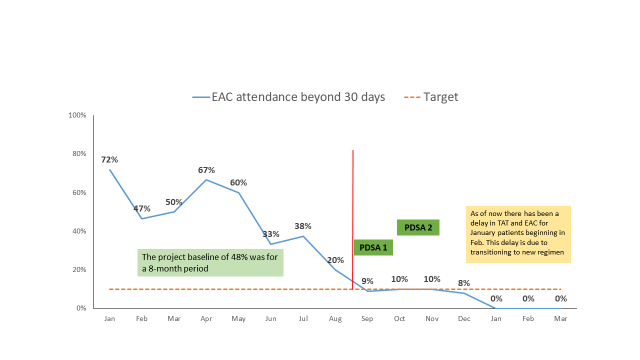 EAC attendance beyond 30 days Target
100%
80%
60%
40%
20%
0%
72%
47%
50%
67%
60%
33%
38%
20%
9%
10%
10%
8%
0%
0%
0%
The project baseline of 48% was for
a 8-month period
PDSA 1
PDSA 2
As of now there has been a
delay in TAT and EAC for
January patients beginning in
Feb. This delay is due to
transitioning to new regimen
Jan Feb Mar Apr May Jun Jul Aug Sep Oct Nov Dec Jan Feb Mar